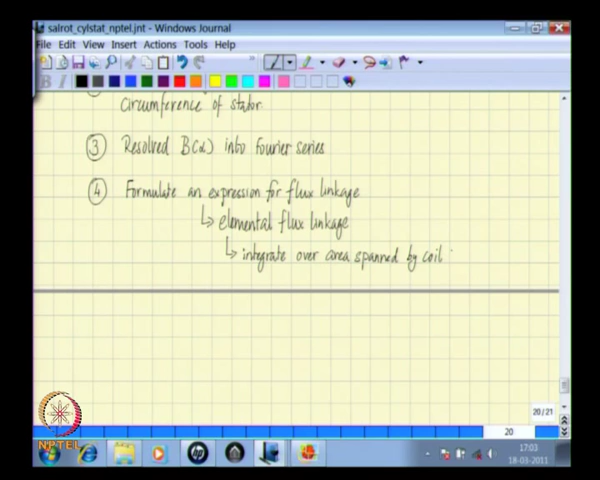 salrot_cylstat_nptel.jnt - Windows Journal
File Edit View Insert Actions Tools Help
Circumference of stator.
3 Resolved B(α) into Fourier series
4 Formulate an expression for flux linkage
↳ elemental flux linkage
↳ integrate over area spanned by coil
20/21
20
NPTEL
17:03
18-03-2011